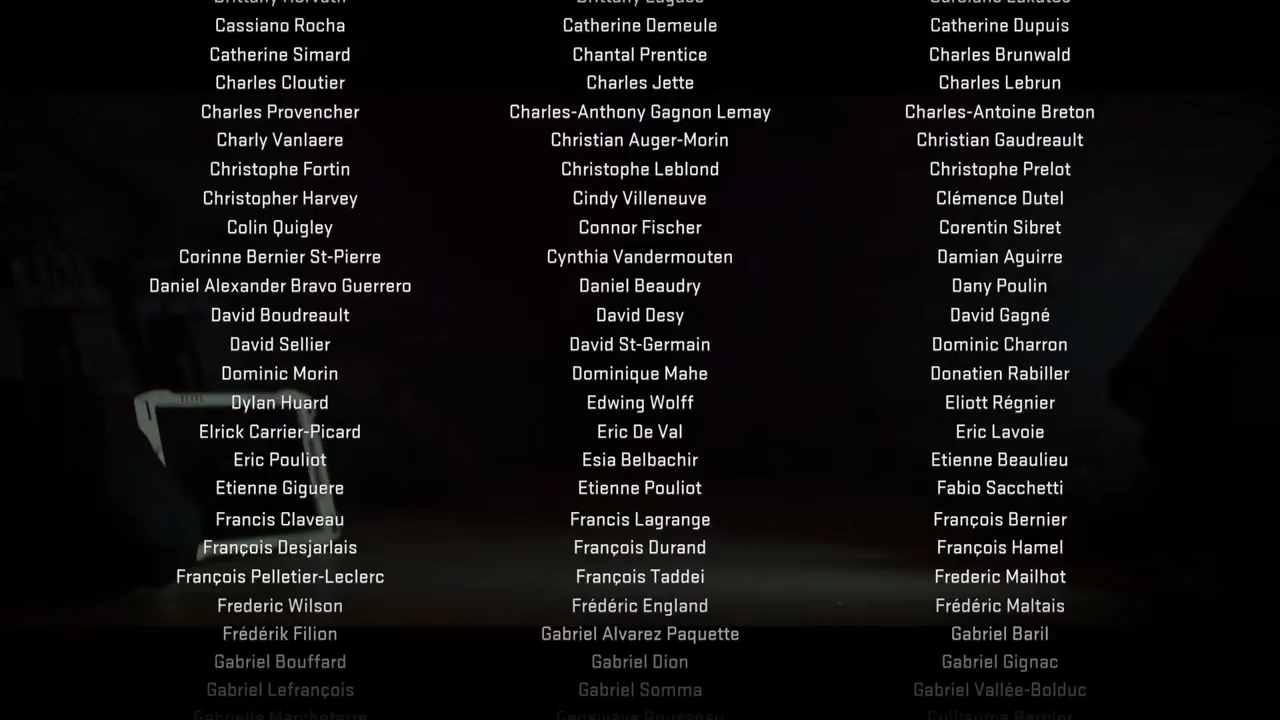 Cassiano Rocha Catherine Demeule Catherine Dupuis
Catherine Simard Chantal Prentice Charles Brunwald
Charles Cloutier Charles Jette Charles Lebrun
Charles Provencher Charles-Anthony Gagnon Lemay Charles-Antoine Breton
Charly Vanlaere Christian Auger-Morin Christian Gaudreault
Christophe Fortin Christophe Leblond Christophe Prelot
Christopher Harvey Cindy Villeneuve Clémence Dutel
Colin Quigley Connor Fischer Corentin Sibret
Corinne Bernier St-Pierre Cynthia Vandermouten Damian Aguirre
Daniel Alexander Bravo Guerrero Daniel Beaudry Dany Poulin
David Boudreault David Desy David Gagné
David Sellier David St-Germain Dominic Charron
Dominic Morin Dominique Mahe Donatien Rabiller
Dylan Huard Edwing Wolff Eliott Régnier
Elrick Carrier-Picard Eric De Val Eric Lavoie
Eric Pouliot Esia Belbachir Etienne Beaulieu
Etienne Giguere Etienne Pouliot Fabio Sacchetti
Francis Claveau Francis Lagrange François Bernier
François Desjarlais François Durand François Hamel
François Pelletier-Leclerc François Taddei Frederic Mailhot
Frederic Wilson Frédéric England Frédéric Maltais
Frédérik Filion Gabriel Alvarez Paquette Gabriel Baril
Gabriel Bouffard Gabriel Dion Gabriel Gignac
Gabriel Lefrançois Gabriel Somma Gabriel Vallée-Bolduc